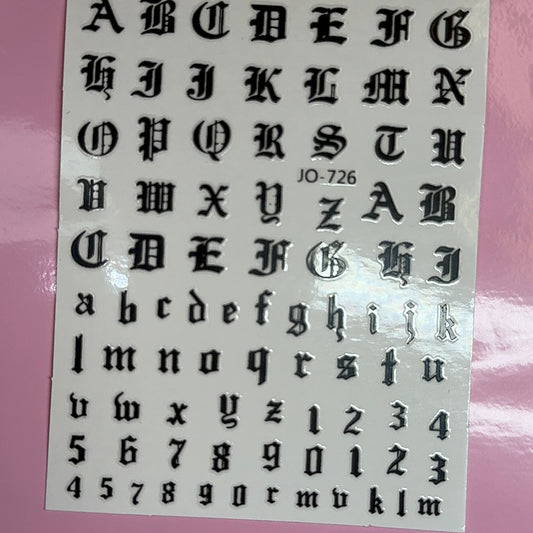 A B C D E F G
H I J K L M N
O P Q R S T U
JO-726
V W X Y Z A B
C D E F G H I
a b c d e f g h i j k
l m n o q r s t u
v w x y z 1 2 3 4
5 6 7 8 9 0 1 2 3
4 5 7 8 9 0 r m v k l m